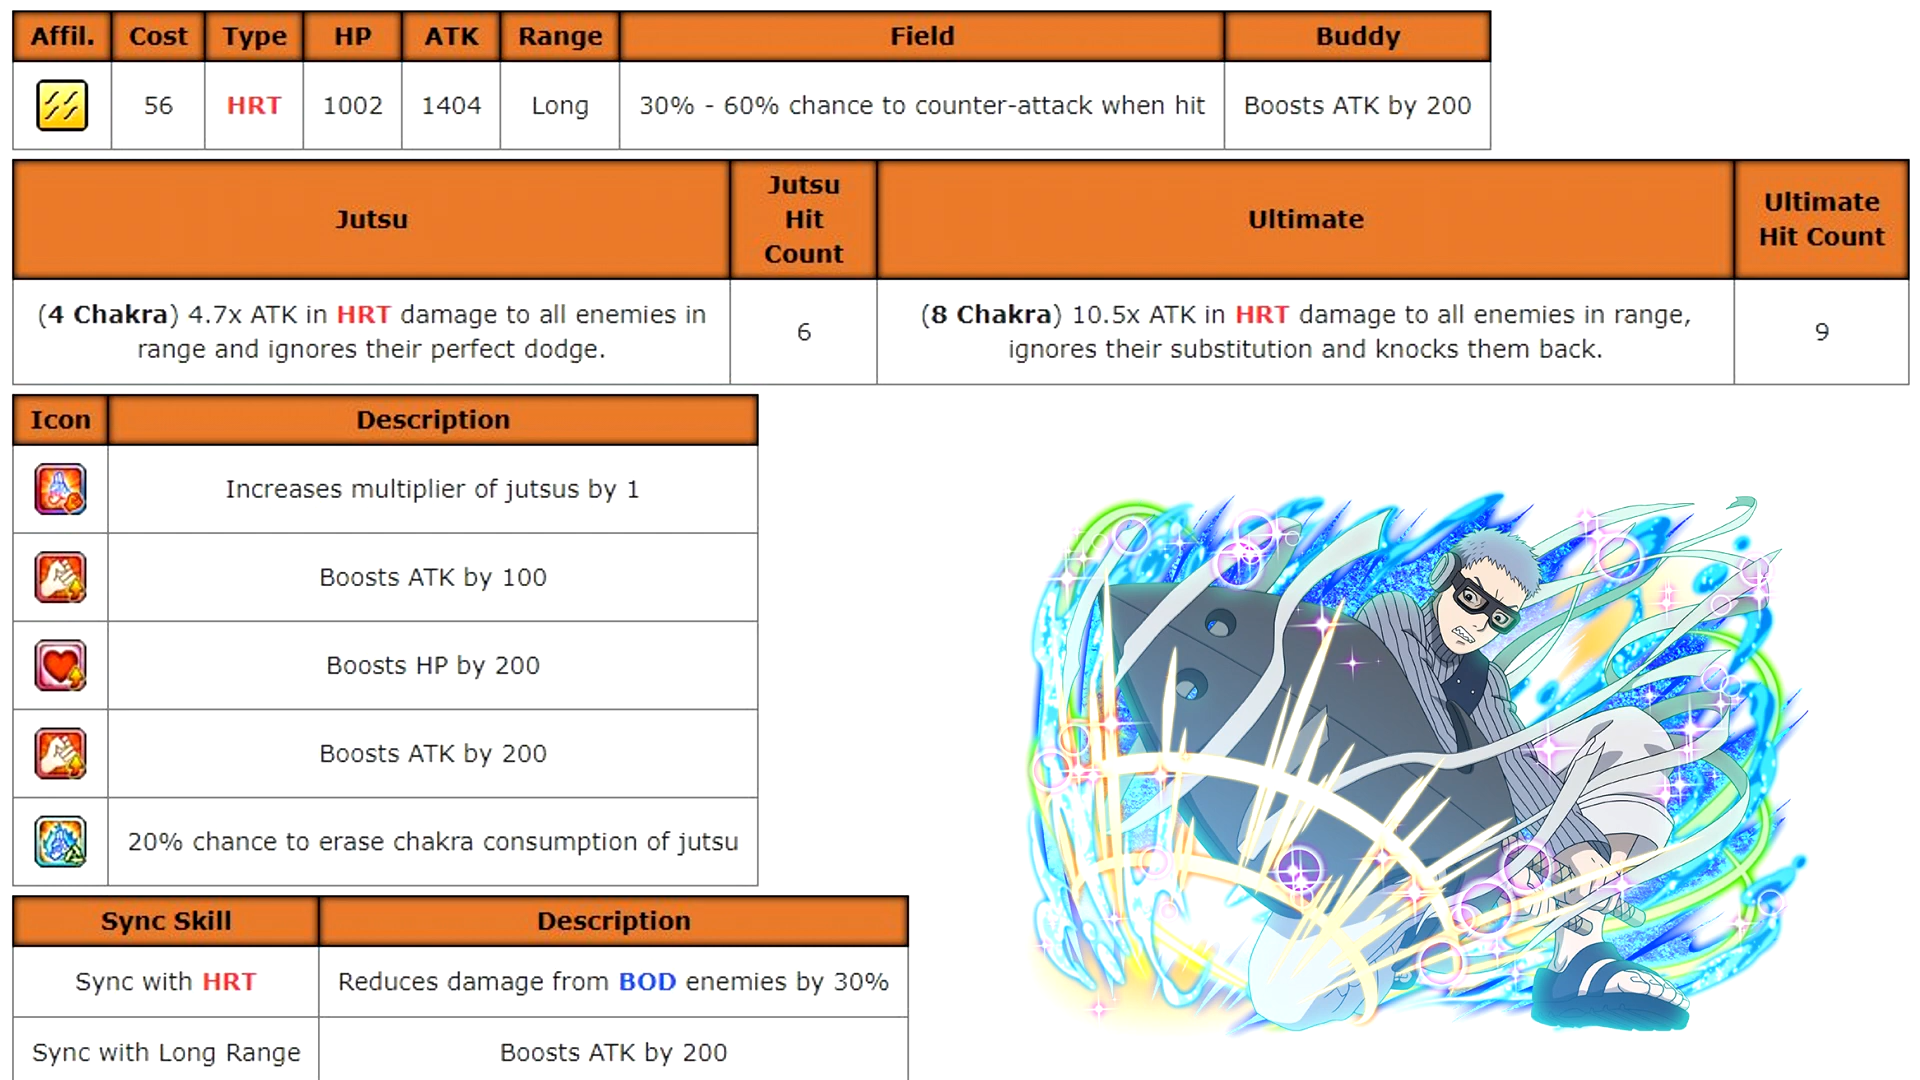 Affil. Cost Type HP ATK Range Field Buddy
56 HRT 1002 1404 Long 30% - 60% chance to counter-attack when hit Boosts ATK by 200
Jutsu
Jutsu
Hit
Count
Ultimate
Ultimate
Hit Count
(4 Chakra) 4.7x ATK in HRT damage to all enemies in
range and ignores their perfect dodge.
6
(8 Chakra) 10.5x ATK in HRT damage to all enemies in range,
ignores their substitution and knocks them back.
9
Icon Description
Increases multiplier of jutsus by 1
Boosts ATK by 100
Boosts HP by 200
Boosts ATK by 200
20% chance to erase chakra consumption of jutsu
Sync Skill Description
Sync with HRT Reduces damage from BOD enemies by 30%
Sync with Long Range Boosts ATK by 200